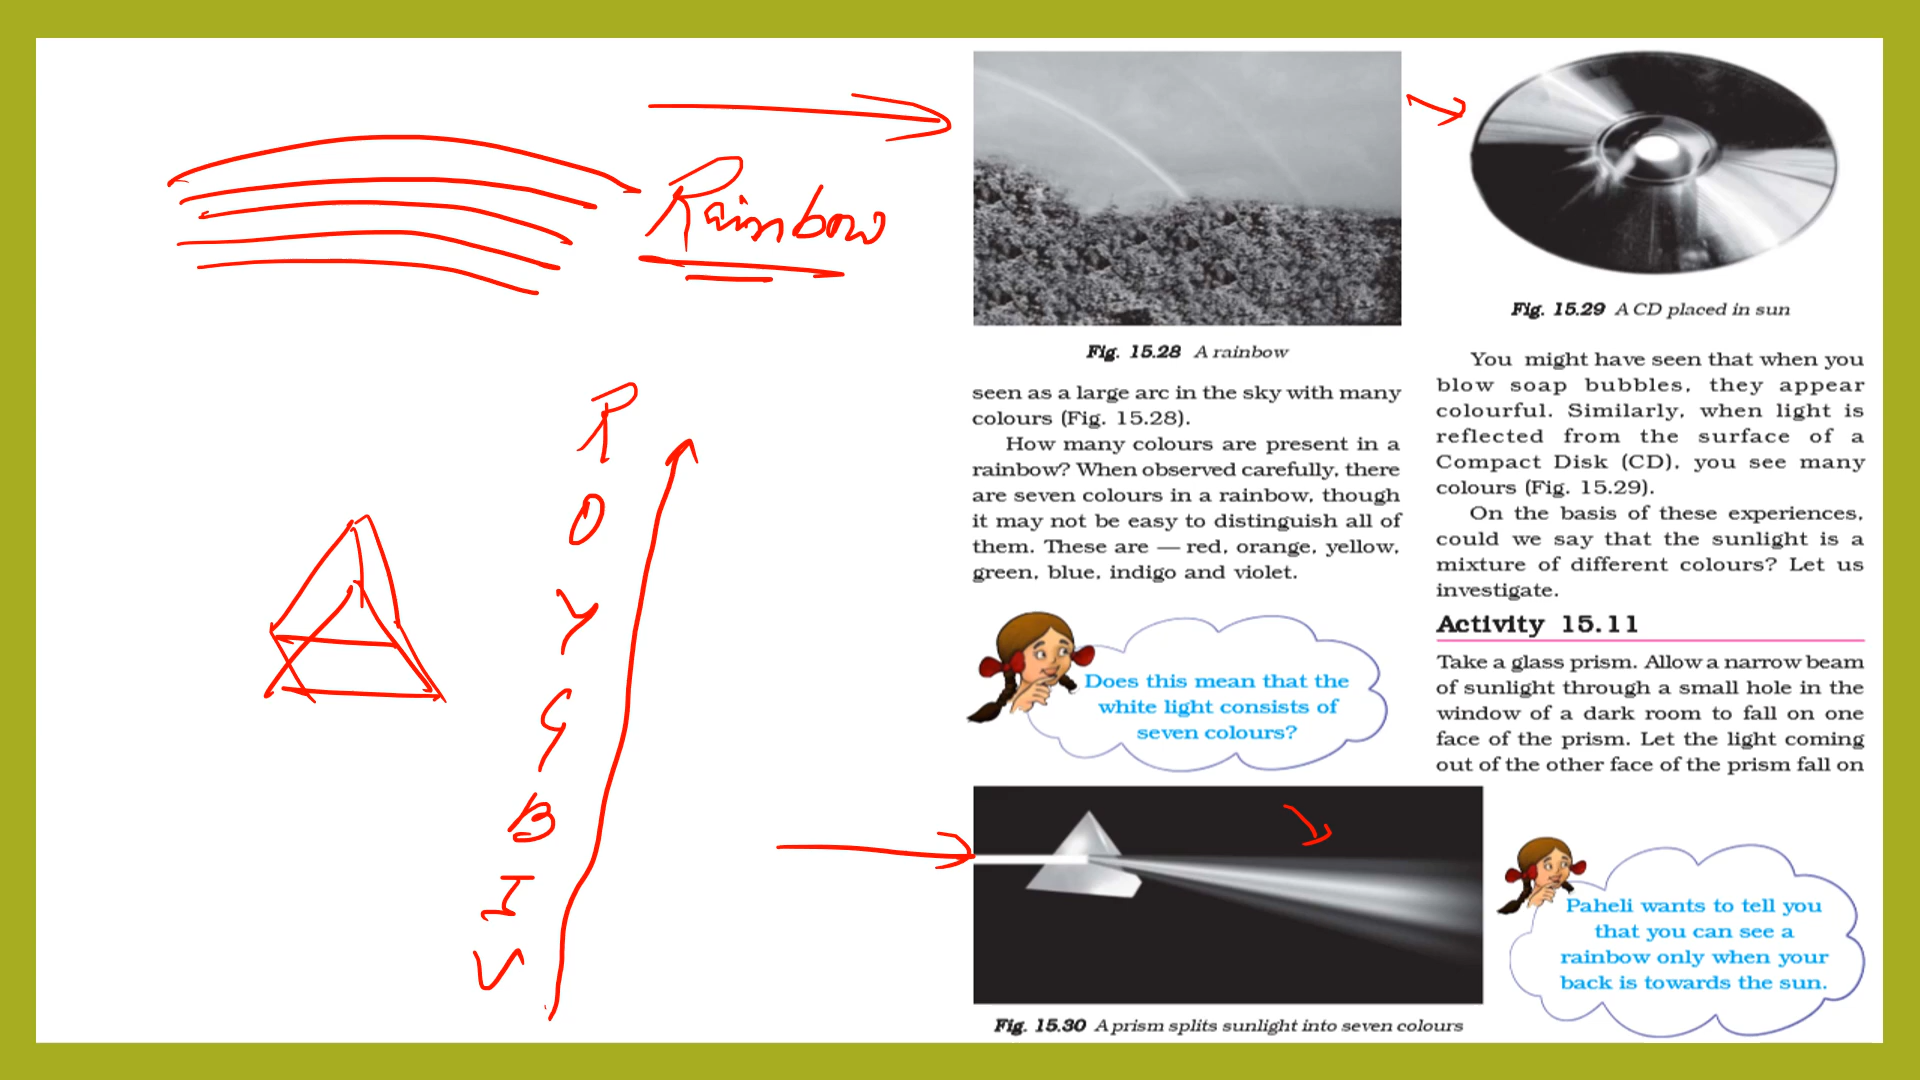 Rainbow
R
O
Y
G
B
I
V
Fig. 15.28 A rainbow
seen as a large arc in the sky with many
colours (Fig. 15.28).
How many colours are present in a
rainbow? When observed carefully, there
are seven colours in a rainbow, though
it may not be easy to distinguish all of
them. These are — red, orange, yellow,
green, blue, indigo and violet.
Does this mean that the
white light consists of
seven colours?
Fig. 15.30 A prism splits sunlight into seven colours
Fig. 15.29 A CD placed in sun
You might have seen that when you
blow soap bubbles, they appear
colourful. Similarly, when light is
reflected from the surface of a
Compact Disk (CD), you see many
colours (Fig. 15.29).
On the basis of these experiences,
could we say that the sunlight is a
mixture of different colours? Let us
investigate.
Activity 15.11
Take a glass prism. Allow a narrow beam
of sunlight through a small hole in the
window of a dark room to fall on one
face of the prism. Let the light coming
out of the other face of the prism fall on
Paheli wants to tell you
that you can see a
rainbow only when your
back is towards the sun.